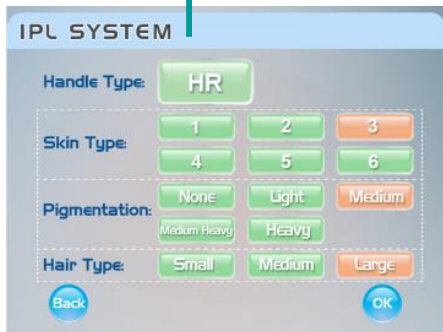 IPL SYSTEM
Handle Type: HR
Skin Type: 1 2 3
4 5 6
Pigmentation: None Light Medium
Medium Heavy Heavy
Hair Type: Small Medium Large
Back OK